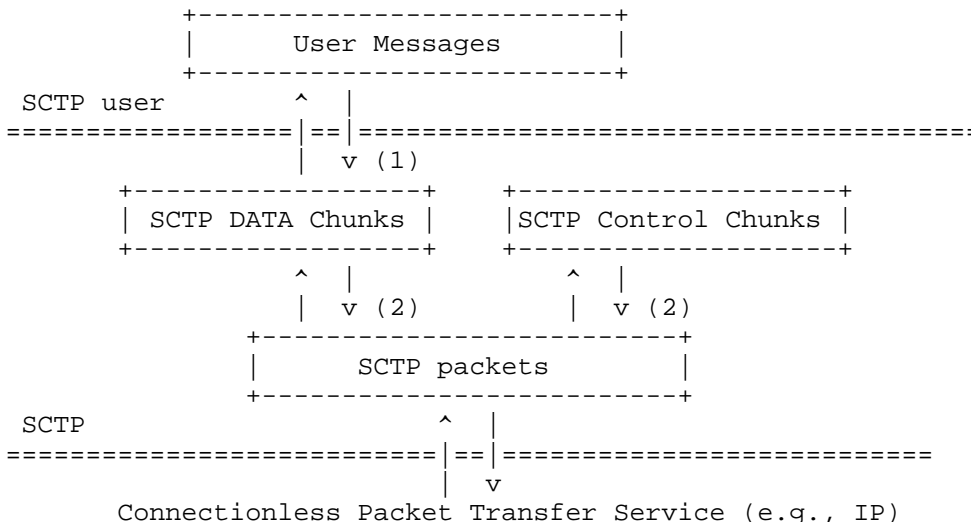 User Messages
SCTP user
v (1)
SCTP DATA Chunks
SCTP Control Chunks
v (2) v (2)
SCTP packets
SCTP
v
Connectionless Packet Transfer Service (e.g., IP)